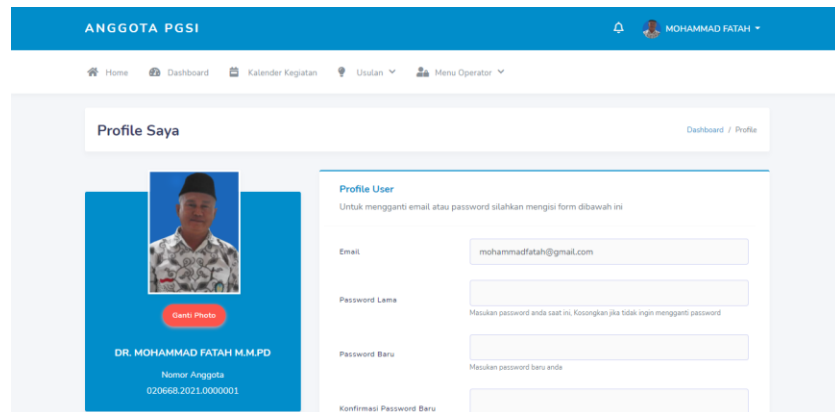 ANGGOTA PGSI
MOHAMMAD FATAH
Home Dashboard Kalender Kegiatan Usulan Menu Operator
Profile Saya
Dashboard / Profile
Ganti Photo
DR. MOHAMMAD FATAH M.M.PD
Nomor Anggota
020668.2021.0000001
Profile User
Untuk mengganti email atau password silahkan mengisi form dibawah ini
Email
mohammadfatah@gmail.com
Password Lama
Masukan password anda saat ini, Kosongkan jika tidak ingin mengganti password
Password Baru
Masukan password baru anda
Konfirmasi Password Baru